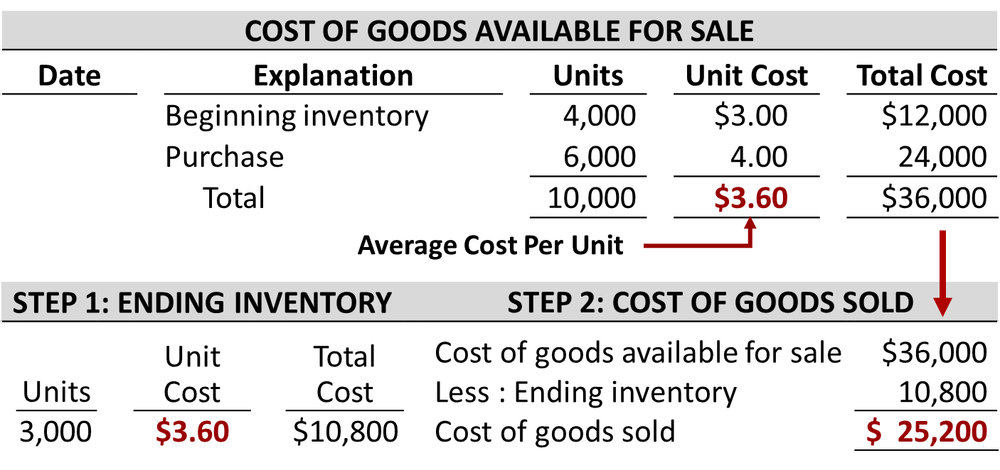 COST OF GOODS AVAILABLE FOR SALE
Date Explanation Units Unit Cost Total Cost
Beginning inventory 4,000 $3.00 $12,000
Purchase 6,000 4.00 24,000
Total 10,000 $3.60 $36,000
Average Cost Per Unit
STEP 1: ENDING INVENTORY
Unit Total
Units Cost Cost
3,000 $3.60 $10,800
STEP 2: COST OF GOODS SOLD
Cost of goods available for sale $36,000
Less : Ending inventory 10,800
Cost of goods sold $ 25,200